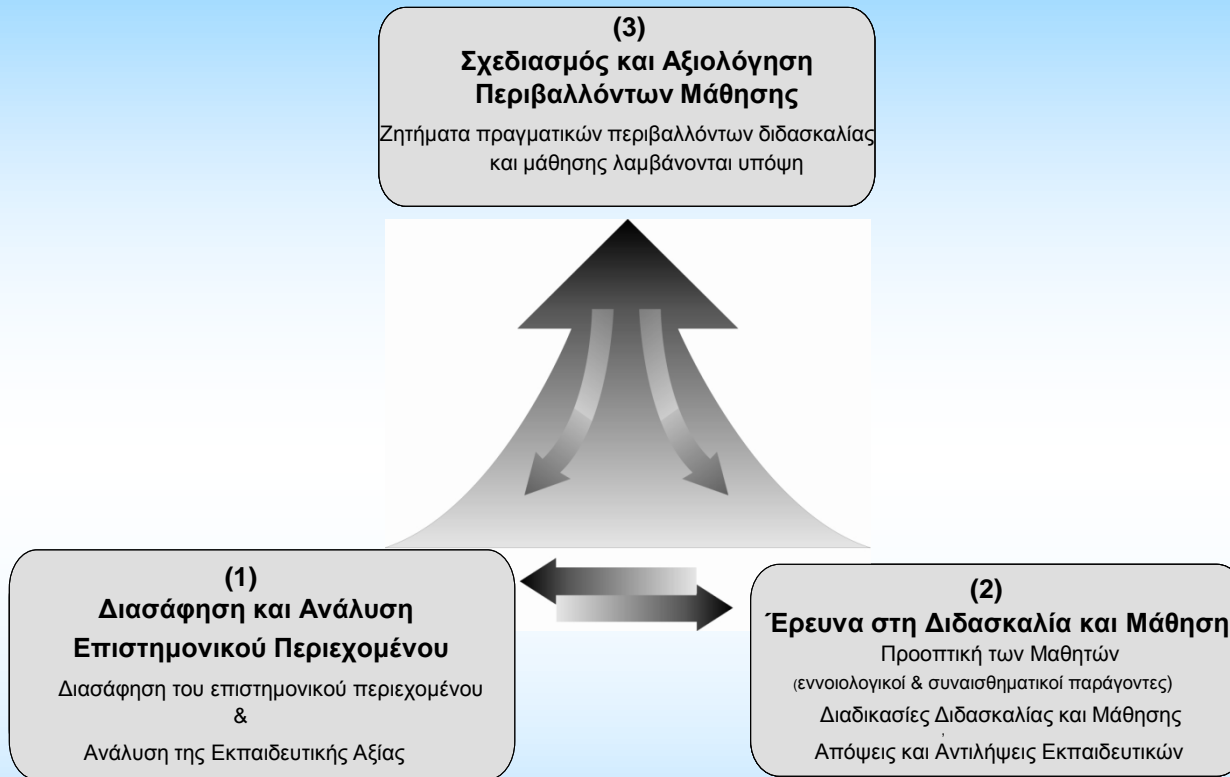 (3)
Σχεδιασμός και Αξιολόγηση
Περιβαλλόντων Μάθησης
Ζητήματα πραγματικών περιβαλλόντων διδασκαλίας
και μάθησης λαμβάνονται υπόψη
(1)
Διασάφηση και Ανάλυση
Επιστημονικού Περιεχομένου
Διασάφηση του επιστημονικού περιεχομένου
&
Ανάλυση της Εκπαιδευτικής Αξίας
(2)
Έρευνα στη Διδασκαλία και Μάθηση
Προοπτική των Μαθητών
(εννοιολογικοί & συναισθηματικοί παράγοντες)
Διαδικασίες Διδασκαλίας και Μάθησης
,
Απόψεις και Αντιλήψεις Εκπαιδευτικών